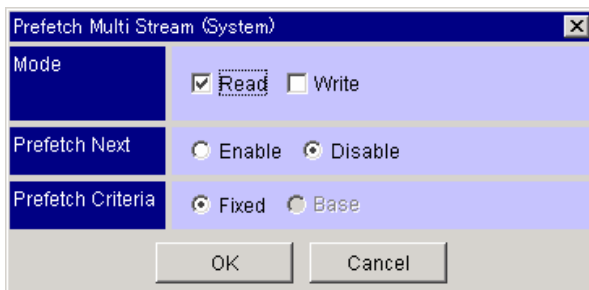 Prefetch Multi Stream (System)
Mode
Read Write
Prefetch Next
Enable Disable
Prefetch Criteria
Fixed Base
OK Cancel